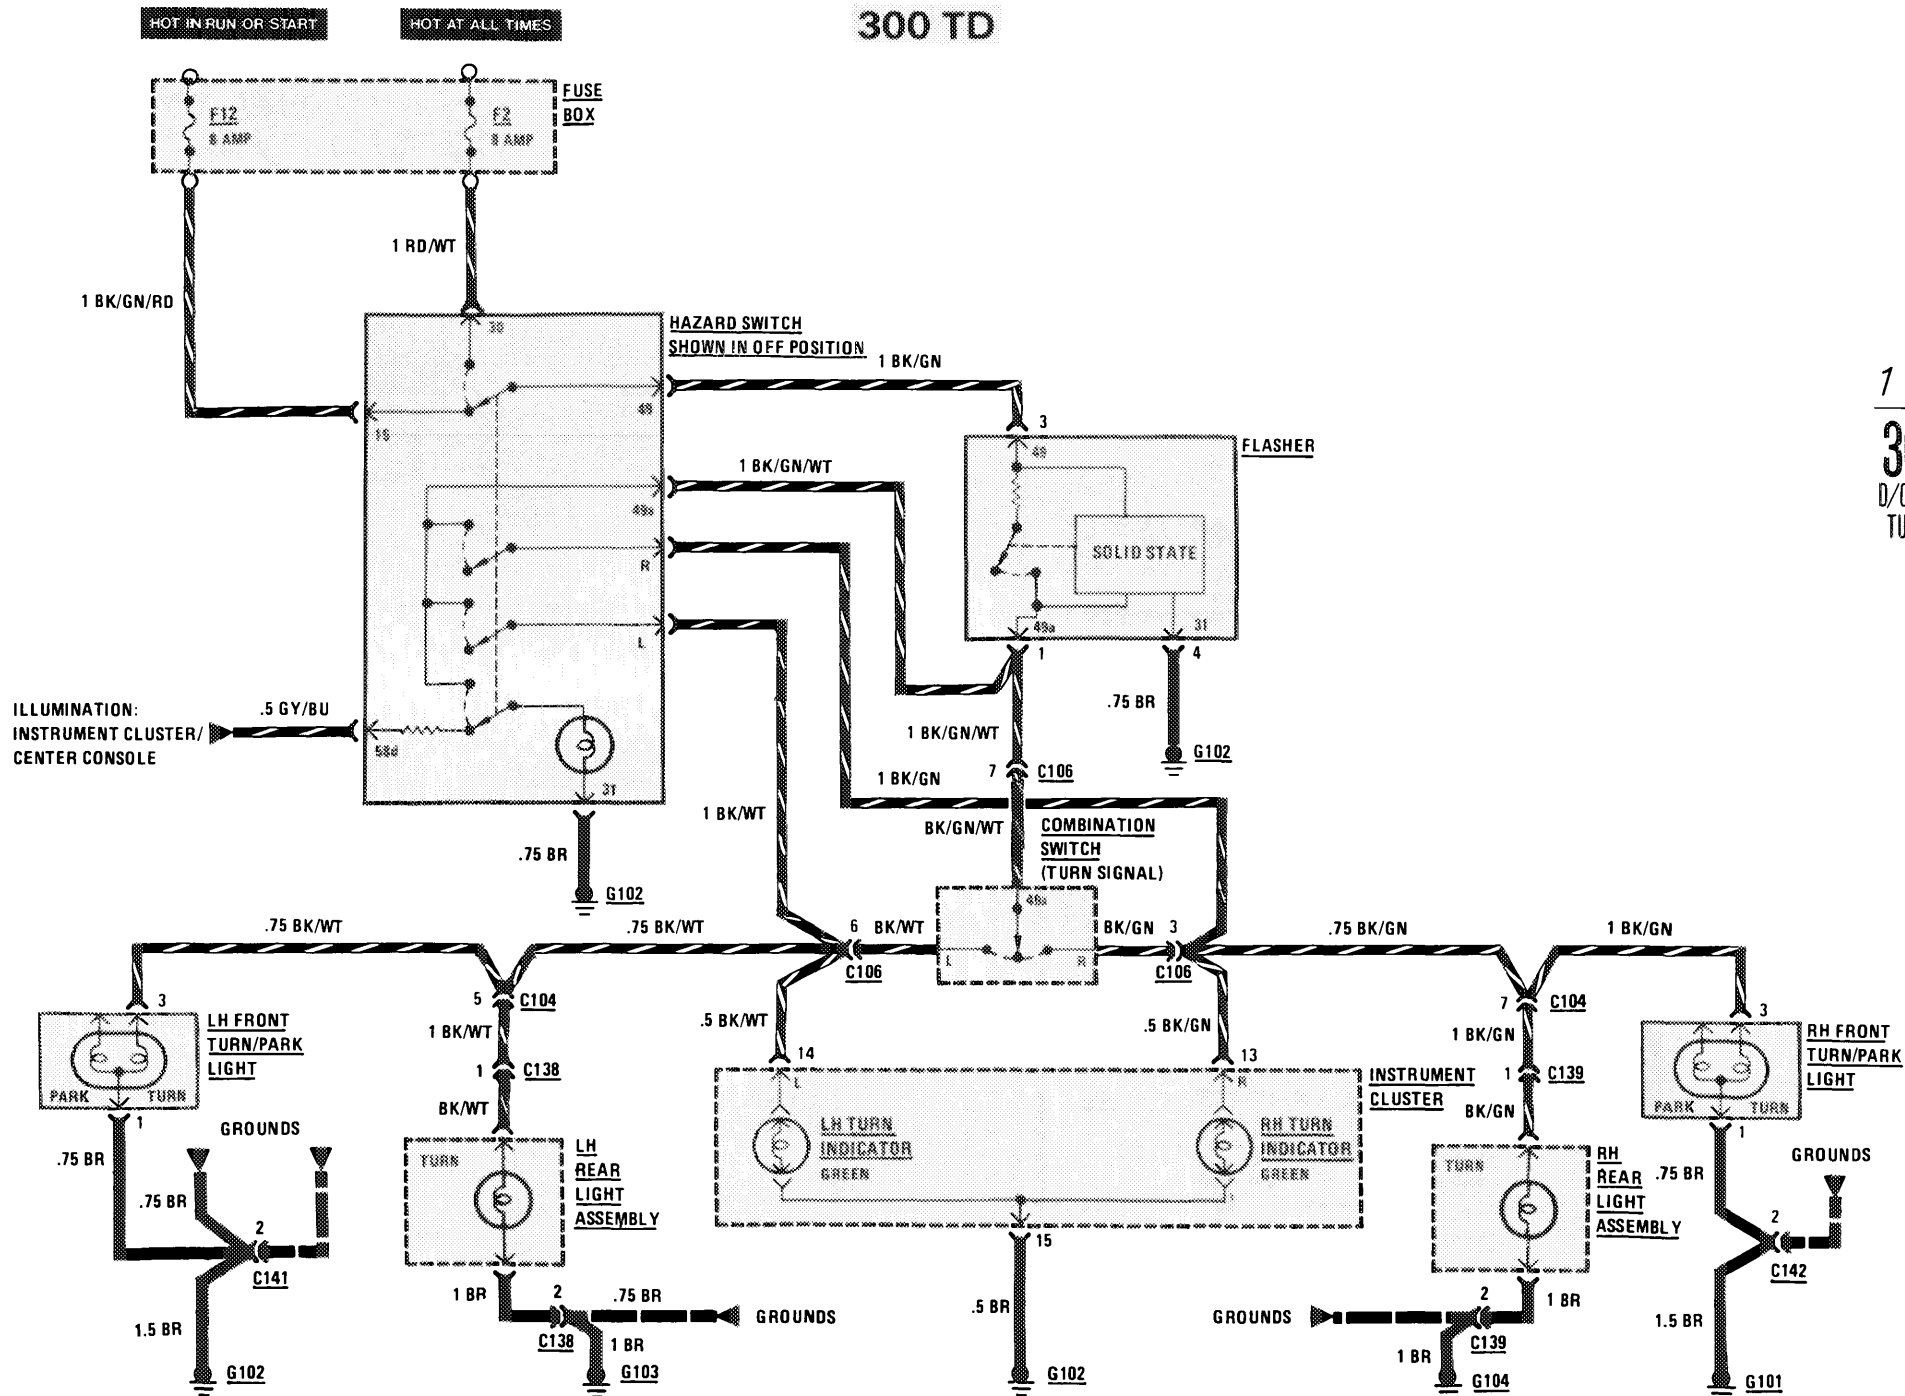 HOT IN RUN OR START
HOT AT ALL TIMES
300 TD
FUSE
BOX
F12
8 AMP
F2
8 AMP
1 RD/WT
1 BK/GN/RD
30
HAZARD SWITCH
SHOWN IN OFF POSITION
1 BK/GN
49
15
3
FLASHER
49
1 BK/GN/WT
49a
R
SOLID STATE
L
49a
31
1
4
.75 BR
G102
ILLUMINATION:
INSTRUMENT CLUSTER/
CENTER CONSOLE
.5 GY/BU
58d
31
1 BK/GN/WT
7
C106
1 BK/GN
1 BK/WT
BK/GN/WT
COMBINATION
SWITCH
(TURN SIGNAL)
.75 BR
G102
49a
.75 BK/WT
.75 BK/WT
6
BK/WT
C106
L
R
BK/GN
3
C106
.75 BK/GN
1 BK/GN
3
LH FRONT
TURN/PARK
LIGHT
PARK
TURN
1
5
C104
1 BK/WT
1
C138
BK/WT
.5 BK/WT
14
L
.5 BK/GN
13
R
INSTRUMENT
CLUSTER
7
C104
1 BK/GN
1
C139
BK/GN
3
RH FRONT
TURN/PARK
LIGHT
PARK
TURN
1
GROUNDS
.75 BR
.75 BR
2
C141
1.5 BR
G102
TURN
LH
REAR
LIGHT
ASSEMBLY
1 BR
2
C138
.75 BR
GROUNDS
1 BR
G103
LH TURN
INDICATOR
GREEN
RH TURN
INDICATOR
GREEN
15
.5 BR
G102
TURN
RH
REAR
LIGHT
ASSEMBLY
GROUNDS
2
C139
1 BR
1 BR
G104
.75 BR
GROUNDS
2
C142
1.5 BR
G101
1
D/
TU